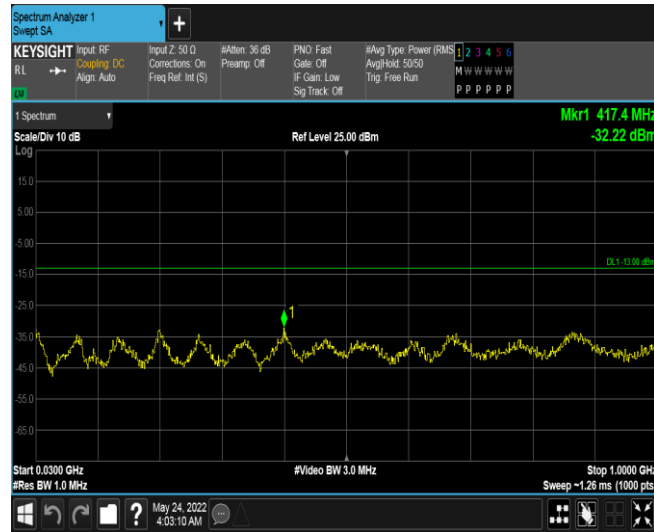 Spectrum Analyzer 1
Swept SA
+
KEYSIGHT
RL
Input: RF
Coupling: DC
Align: Auto
Input Z: 50 Ω
Corrections: On
Freq Ref: Int (S)
#Atten: 36 dB
Preamp: Off
PNO: Fast
Gate: Off
IF Gain: Low
Sig Track: Off
#Avg Type: Power (RMS
Avg|Hold: 50/50
Trig: Free Run
1 2 3 4 5 6
M W W W W W
P P P P P P
1 Spectrum
Mkr1 417.4 MHz
Scale/Div 10 dB
Ref Level 25.00 dBm
-32.22 dBm
Log
15.0
5.00
-5.00
DL1 -13.00 dBm
-15.0
-25.0
1
-35.0
-45.0
-55.0
-65.0
Start 0.0300 GHz
#Video BW 3.0 MHz
Stop 1.0000 GHz
#Res BW 1.0 MHz
Sweep ~1.26 ms (1000 pts
?
May 24, 2022
4:03:10 AM